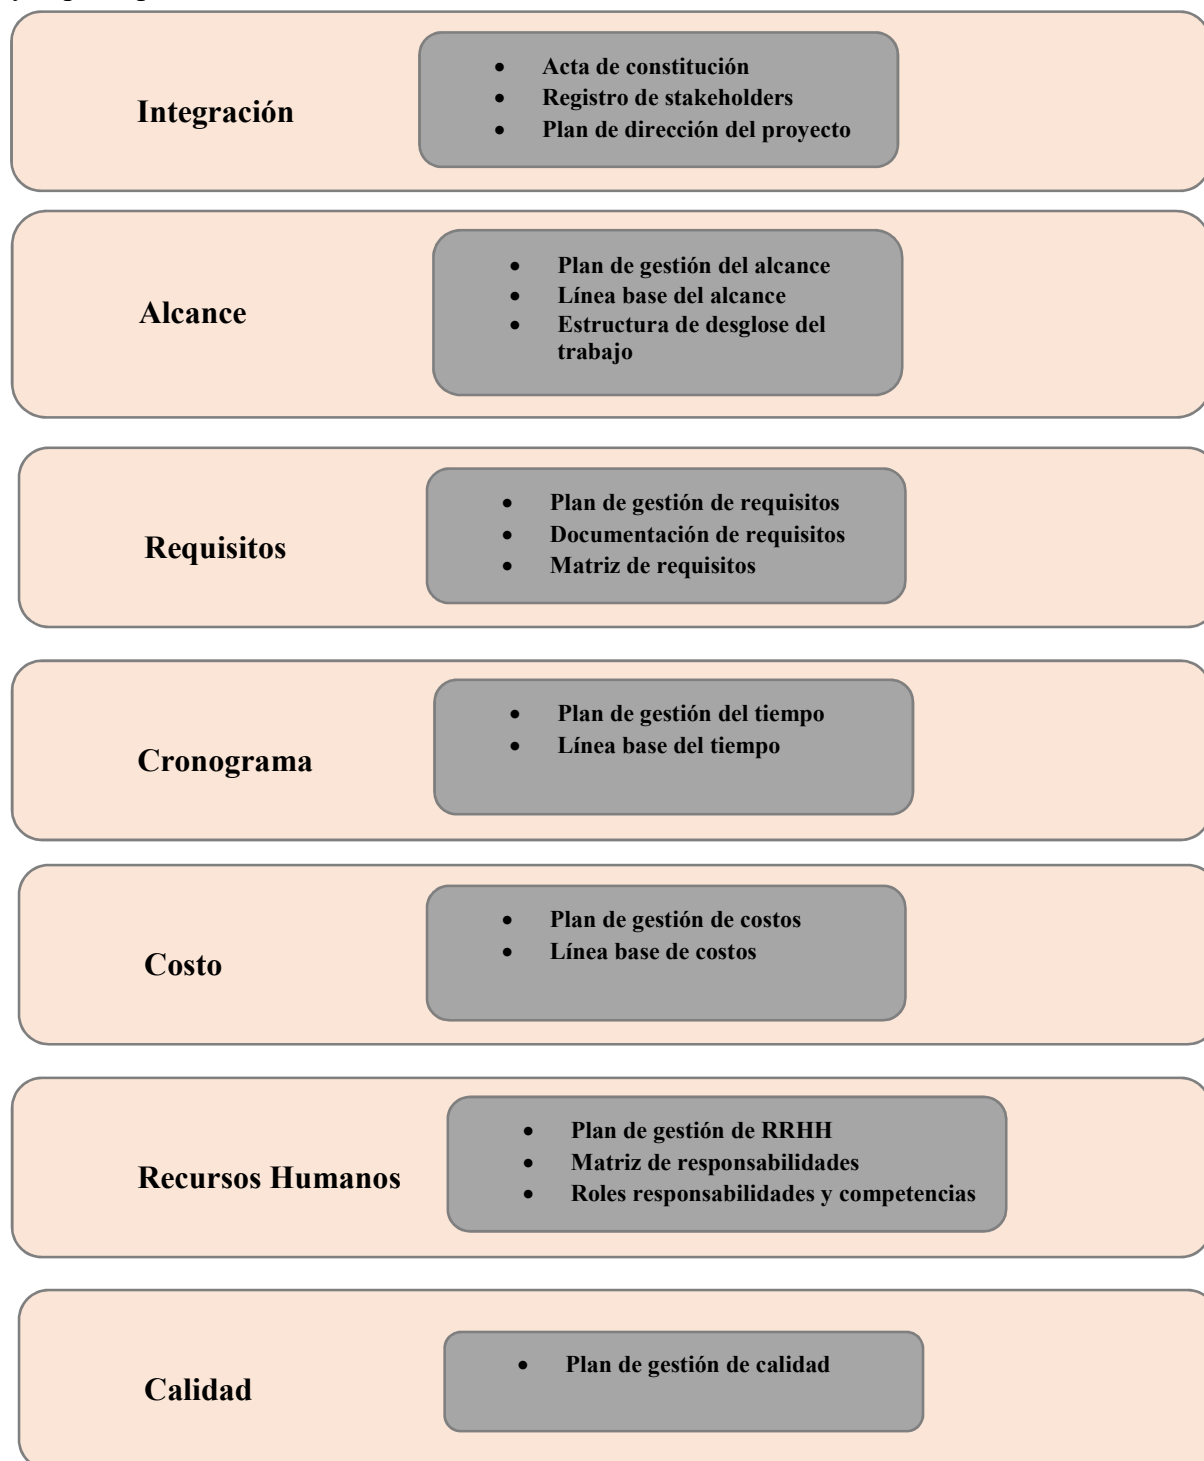 Integración
• Acta de constitución
• Registro de stakeholders
• Plan de dirección del proyecto
Alcance
• Plan de gestión del alcance
• Línea base del alcance
• Estructura de desglose del
trabajo
Requisitos
• Plan de gestión de requisitos
• Documentación de requisitos
• Matriz de requisitos
Cronograma
• Plan de gestión del tiempo
• Línea base del tiempo
Costo
• Plan de gestión de costos
• Línea base de costos
Recursos Humanos
• Plan de gestión de RRHH
• Matriz de responsabilidades
• Roles responsabilidades y competencias
Calidad
• Plan de gestión de calidad